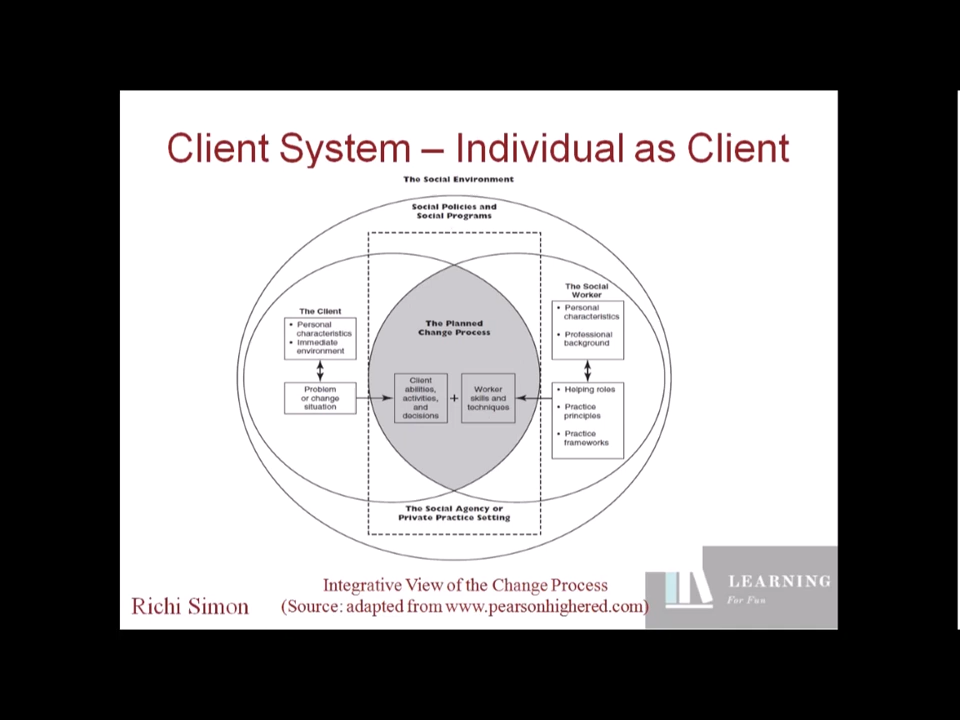 Client System – Individual as Client
The Social Environment
Social Policies and
Social Programs
The Client
• Personal
characteristics
• Immediate
environment
Problem
or change
situation
The Planned
Change Process
Client
abilities,
activities,
and
decisions
+
Worker
skills and
techniques
The Social
Worker
• Personal
characteristics
• Professional
background
• Helping roles
• Practice
principles
• Practice
frameworks
The Social Agency or
Private Practice Setting
Integrative View of the Change Process
(Source: adapted from www.pearsonhighered.com)
Richi Simon
LEARNING
For Fun